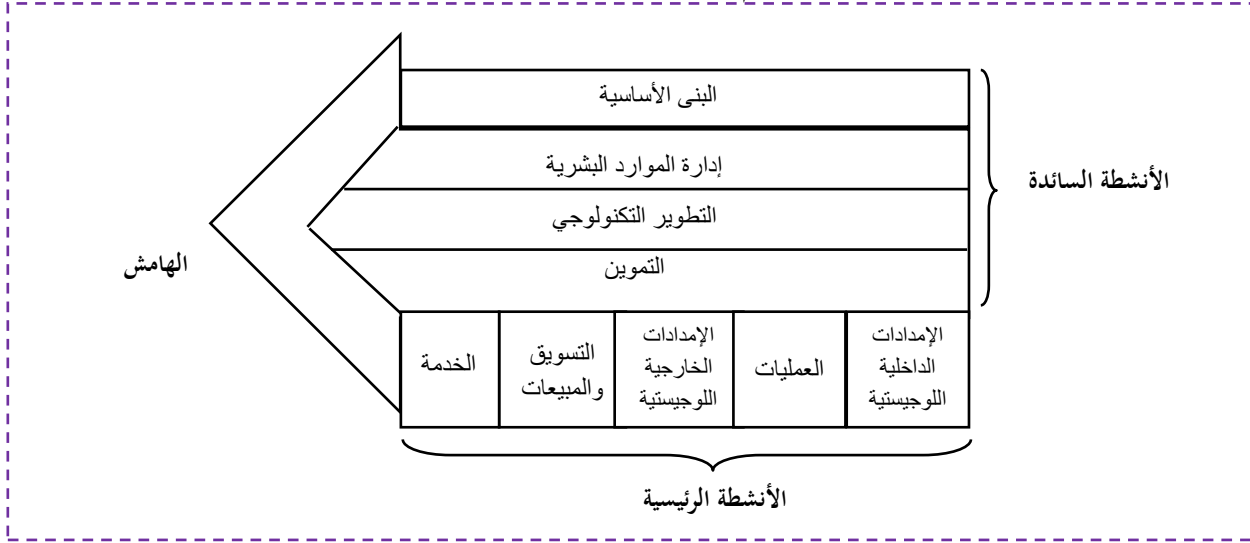 البنى الأساسية
إدارة الموارد البشرية
التطوير التكنولوجي
التموين
الأنشطة السائدة
الهامش
الإمدادات
الداخلية
اللوجيستية
العمليات
الإمدادات
الخارجية
اللوجيستية
التسويق
والمبيعات
الخدمة
الأنشطة الرئيسية